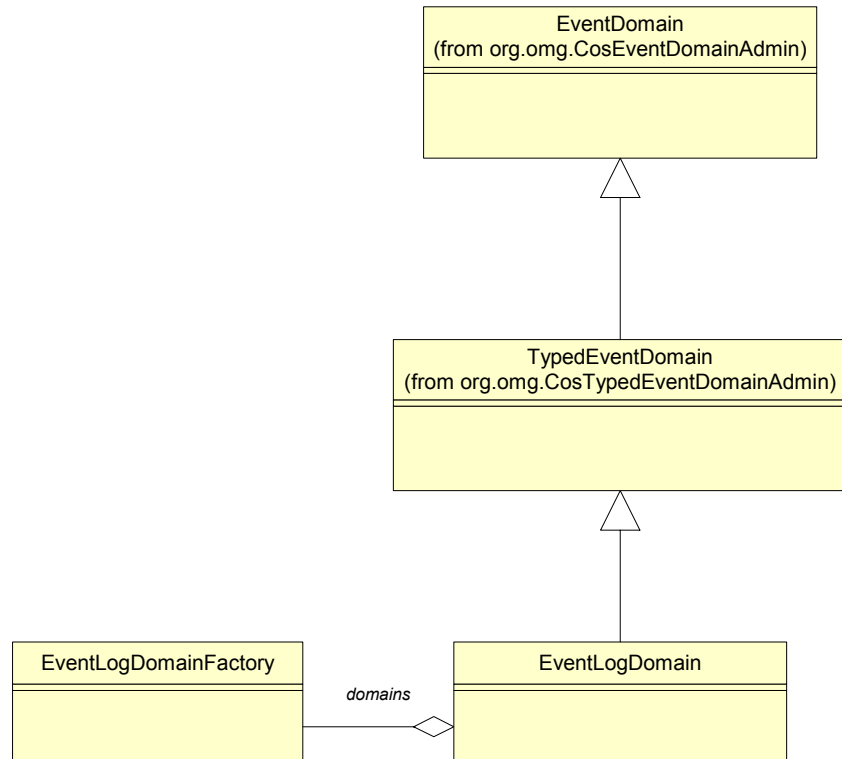 EventDomain
(from org.omg.CosEventDomainAdmin)
TypedEventDomain
(from org.omg.CosTypedEventDomainAdmin)
EventLogDomainFactory
domains
EventLogDomain